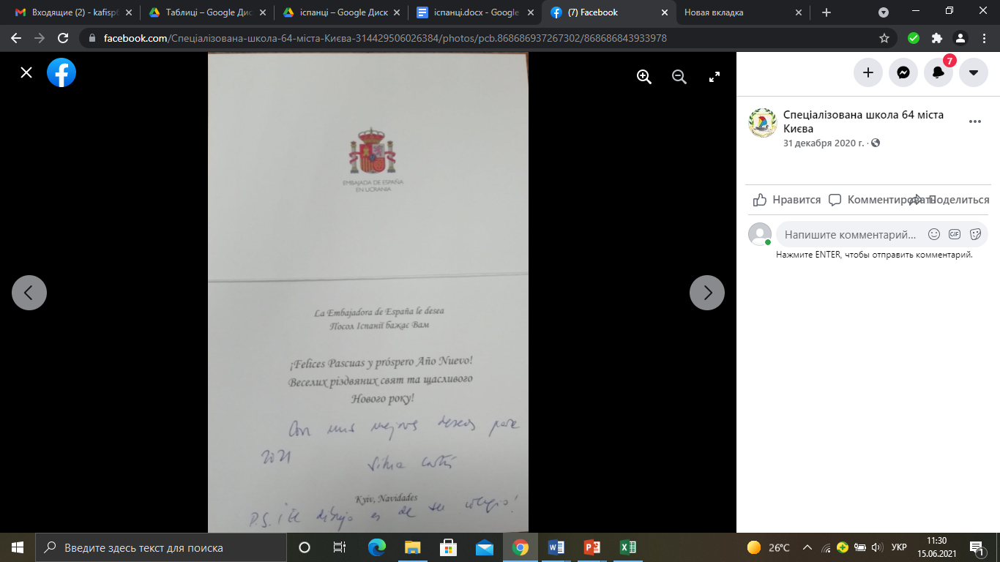 Входящие (2) - kafispf
Таблиці – Google Дис
іспанці – Google Диск
іспанці.docx - Google
(7) Facebook
Новая вкладка
facebook.com/Спеціалізована-школа-64-міста-Києва-314429506026384/photos/pcb.868686937267302/868686843933978
7
EMBAJADA DE ESPAÑA
EN UCRANIA
La Embajadora de España le desea
Посол Іспанії бажає Вам
¡Felices Pascuas y próspero Año Nuevo!
Веселих різдвяних свят та щасливого
Нового року!
Con mis mejores deseos para
2021
Silvia Cortés
Kyiv, Navidades
P.S. ¡El dibujo es de su colegio!
Спеціалізована школа 64 міста
Києва
31 декабря 2020 г. ·
Нравится
Комментировать
Поделиться
Напишите комментарий...
GIF
Нажмите ENTER, чтобы отправить комментарий.
Введите здесь текст для поиска
26°C
УКР
11:30
15.06.2021
1